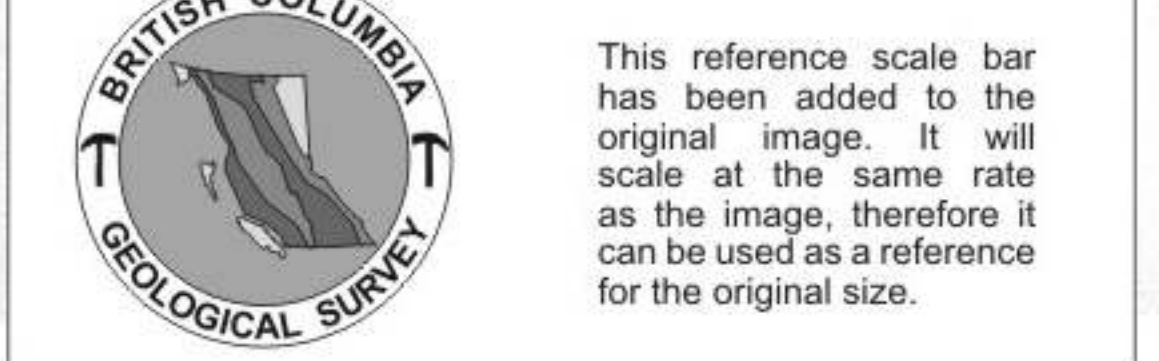 BRITISH COLUMBIA
GEOLOGICAL SURVEY
This reference scale bar
has been added to the
original image. It will
scale at the same rate
as the image, therefore it
can be used as a reference
for the original size.